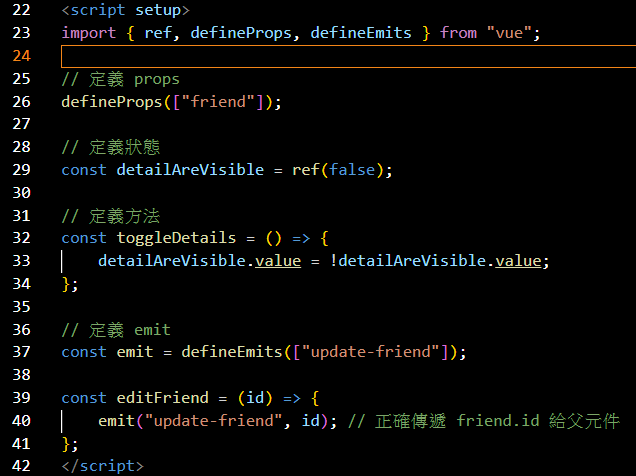 22 <script setup>
23 import { ref, defineProps, defineEmits } from "vue";
24
25 // 定義 props
26 defineProps(["friend"]);
27
28 // 定義狀態
29 const detailAreVisible = ref(false);
30
31 // 定義方法
32 const toggleDetails = () => {
33     detailAreVisible.value = !detailAreVisible.value;
34 };
35
36 // 定義 emit
37 const emit = defineEmits(["update-friend"]);
38
39 const editFriend = (id) => {
40     emit("update-friend", id); // 正確傳遞 friend.id 給父元件
41 };
42 </script>